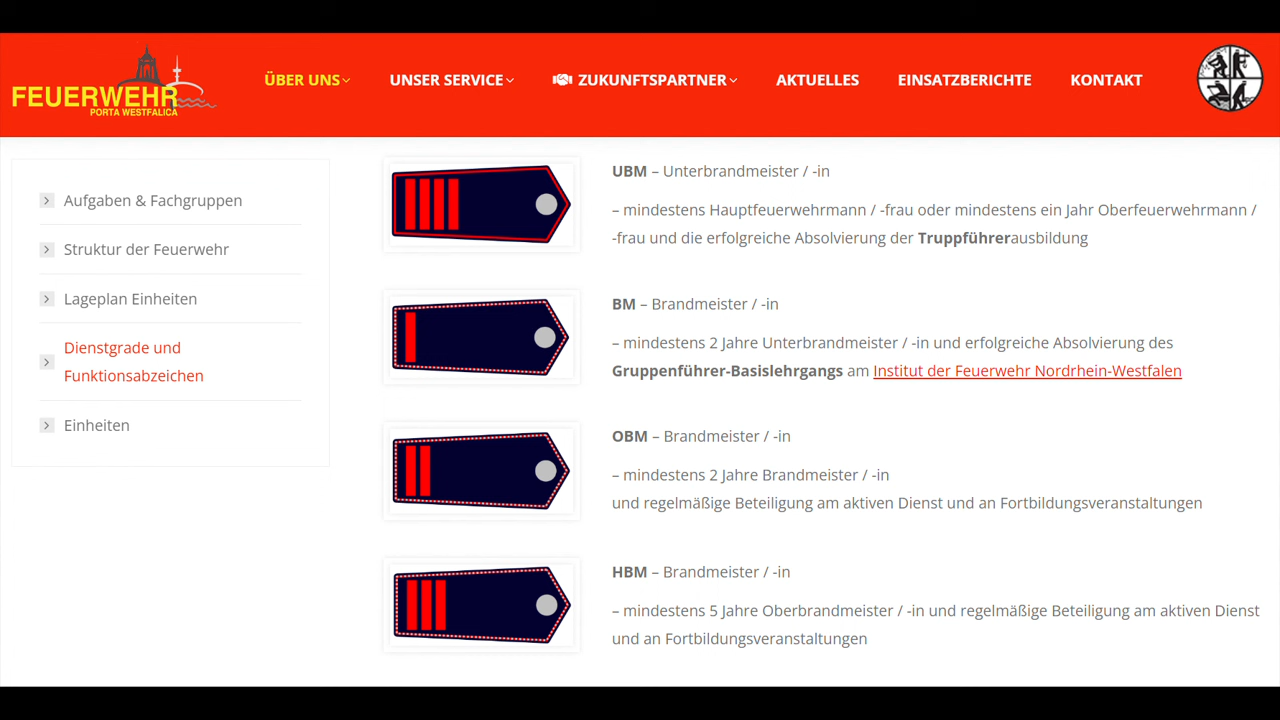 FEUERWEHR
PORTA WESTFALICA
ÜBER UNS
UNSER SERVICE
ZUKUNFTSPARTNER
AKTUELLES
EINSATZBERICHTE
KONTAKT
Aufgaben & Fachgruppen
Struktur der Feuerwehr
Lageplan Einheiten
Dienstgrade und
Funktionsabzeichen
Einheiten
UBM – Unterbrandmeister / -in
– mindestens Hauptfeuerwehrmann / -frau oder mindestens ein Jahr Oberfeuerwehrmann /
-frau und die erfolgreiche Absolvierung der Truppführerausbildung
BM – Brandmeister / -in
– mindestens 2 Jahre Unterbrandmeister / -in und erfolgreiche Absolvierung des
Gruppenführer-Basislehrgangs am Institut der Feuerwehr Nordrhein-Westfalen
OBM – Brandmeister / -in
– mindestens 2 Jahre Brandmeister / -in
und regelmäßige Beteiligung am aktiven Dienst und an Fortbildungsveranstaltungen
HBM – Brandmeister / -in
– mindestens 5 Jahre Oberbrandmeister / -in und regelmäßige Beteiligung am aktiven Dienst
und an Fortbildungsveranstaltungen